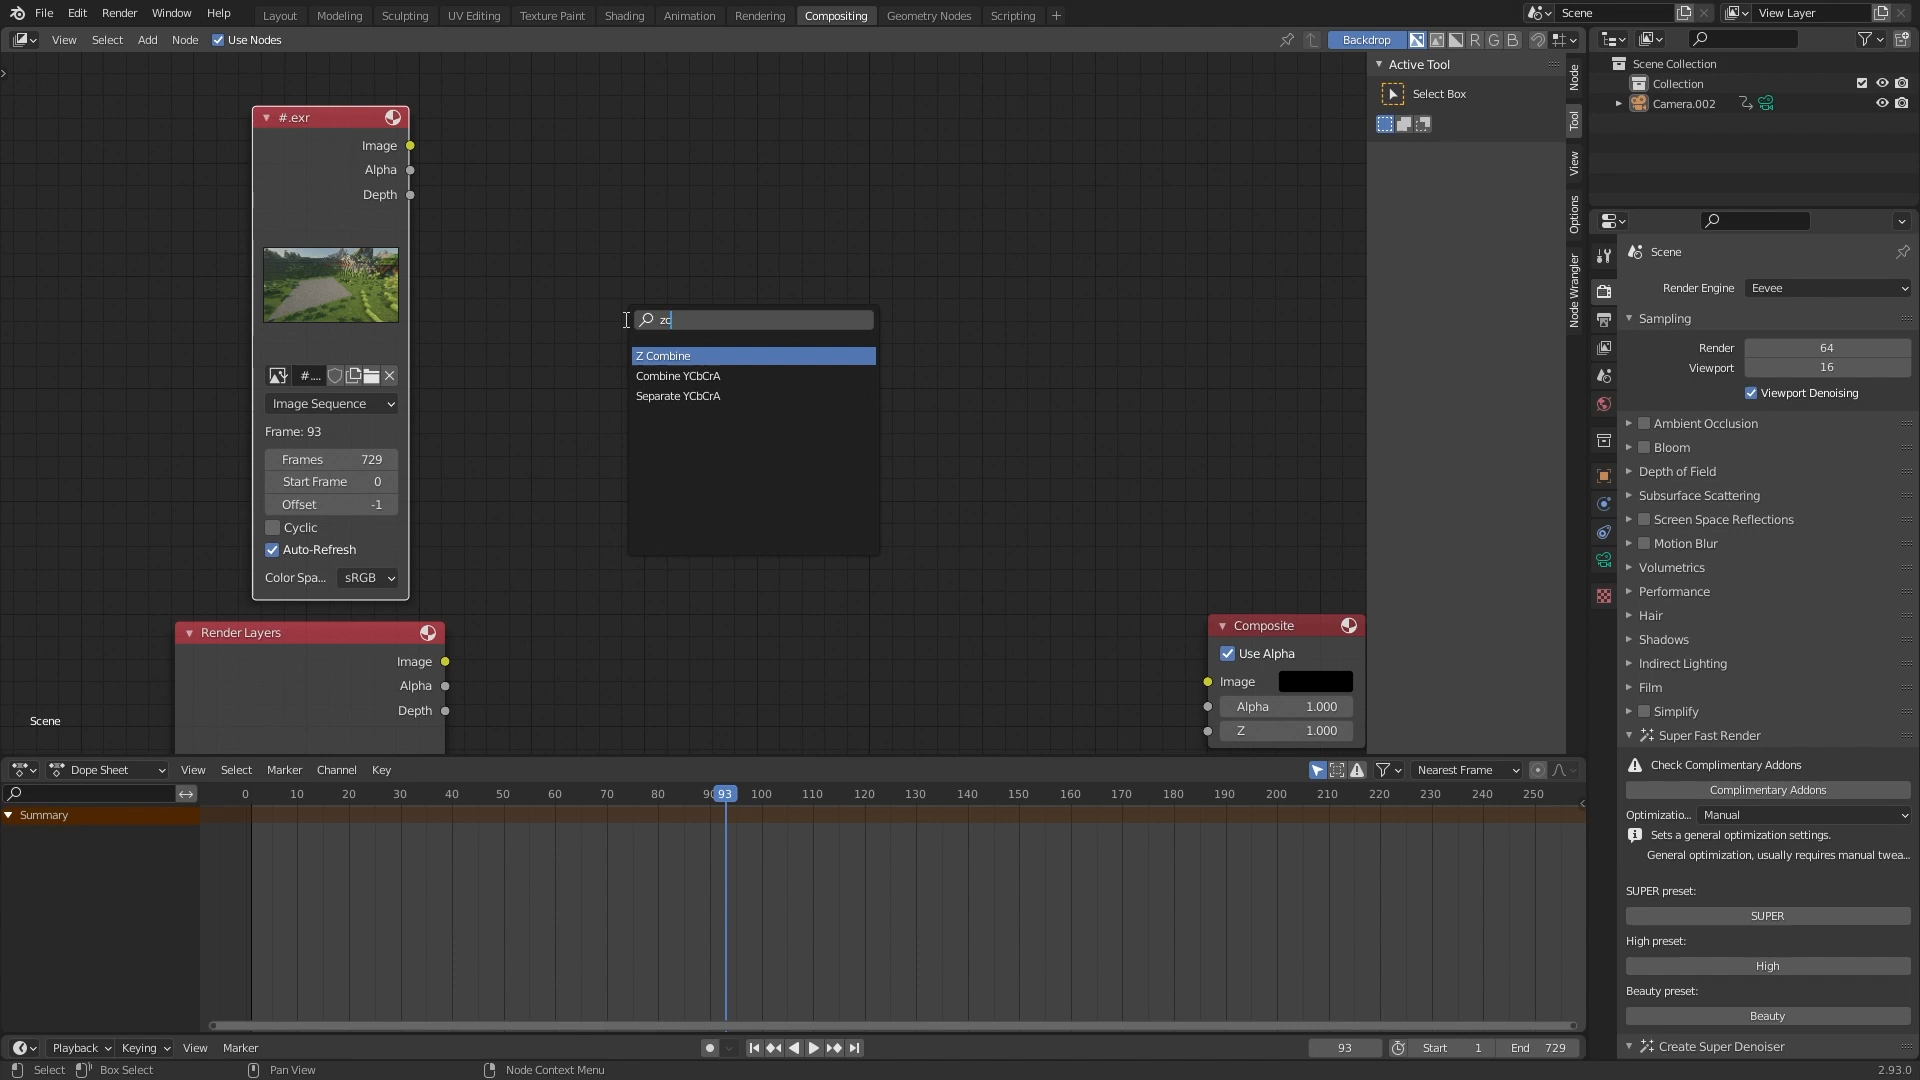 File Edit Render Window Help
Layout Modeling Sculpting UV Editing Texture Paint Shading Animation Rendering Compositing Geometry Nodes Scripting +
Scene
View Layer
View Select Add Node Use Nodes
Backdrop
R G B
Active Tool
Select Box
Node
Tool
View
Options
Node Wrangler
#.exr
Image
Alpha
Depth
#....
Image Sequence
Frame: 93
Frames 729
Start Frame 0
Offset -1
Cyclic
Auto-Refresh
Color Spa... sRGB
zc
Z Combine
Combine YCbCrA
Separate YCbCrA
Render Layers
Image
Alpha
Depth
Composite
Use Alpha
Image
Alpha 1.000
Z 1.000
Scene
Scene Collection
Collection
Camera.002
Scene
Render Engine Eevee
Sampling
Render 64
Viewport 16
Viewport Denoising
Ambient Occlusion
Bloom
Depth of Field
Subsurface Scattering
Screen Space Reflections
Motion Blur
Volumetrics
Performance
Hair
Shadows
Indirect Lighting
Film
Simplify
Super Fast Render
Check Complimentary Addons
Complimentary Addons
Optimizatio... Manual
Sets a general optimization settings.
General optimization, usually requires manual twea...
SUPER preset:
SUPER
High preset:
High
Beauty preset:
Beauty
Create Super Denoiser
Dope Sheet View Select Marker Channel Key
Nearest Frame
0 10 20 30 40 50 60 70 80 93 100 110 120 130 140 150 160 170 180 190 200 210 220 230 240 250
Summary
Playback Keying View Marker
93
Start 1 End 729
Select Box Select Pan View Node Context Menu
2.93.0